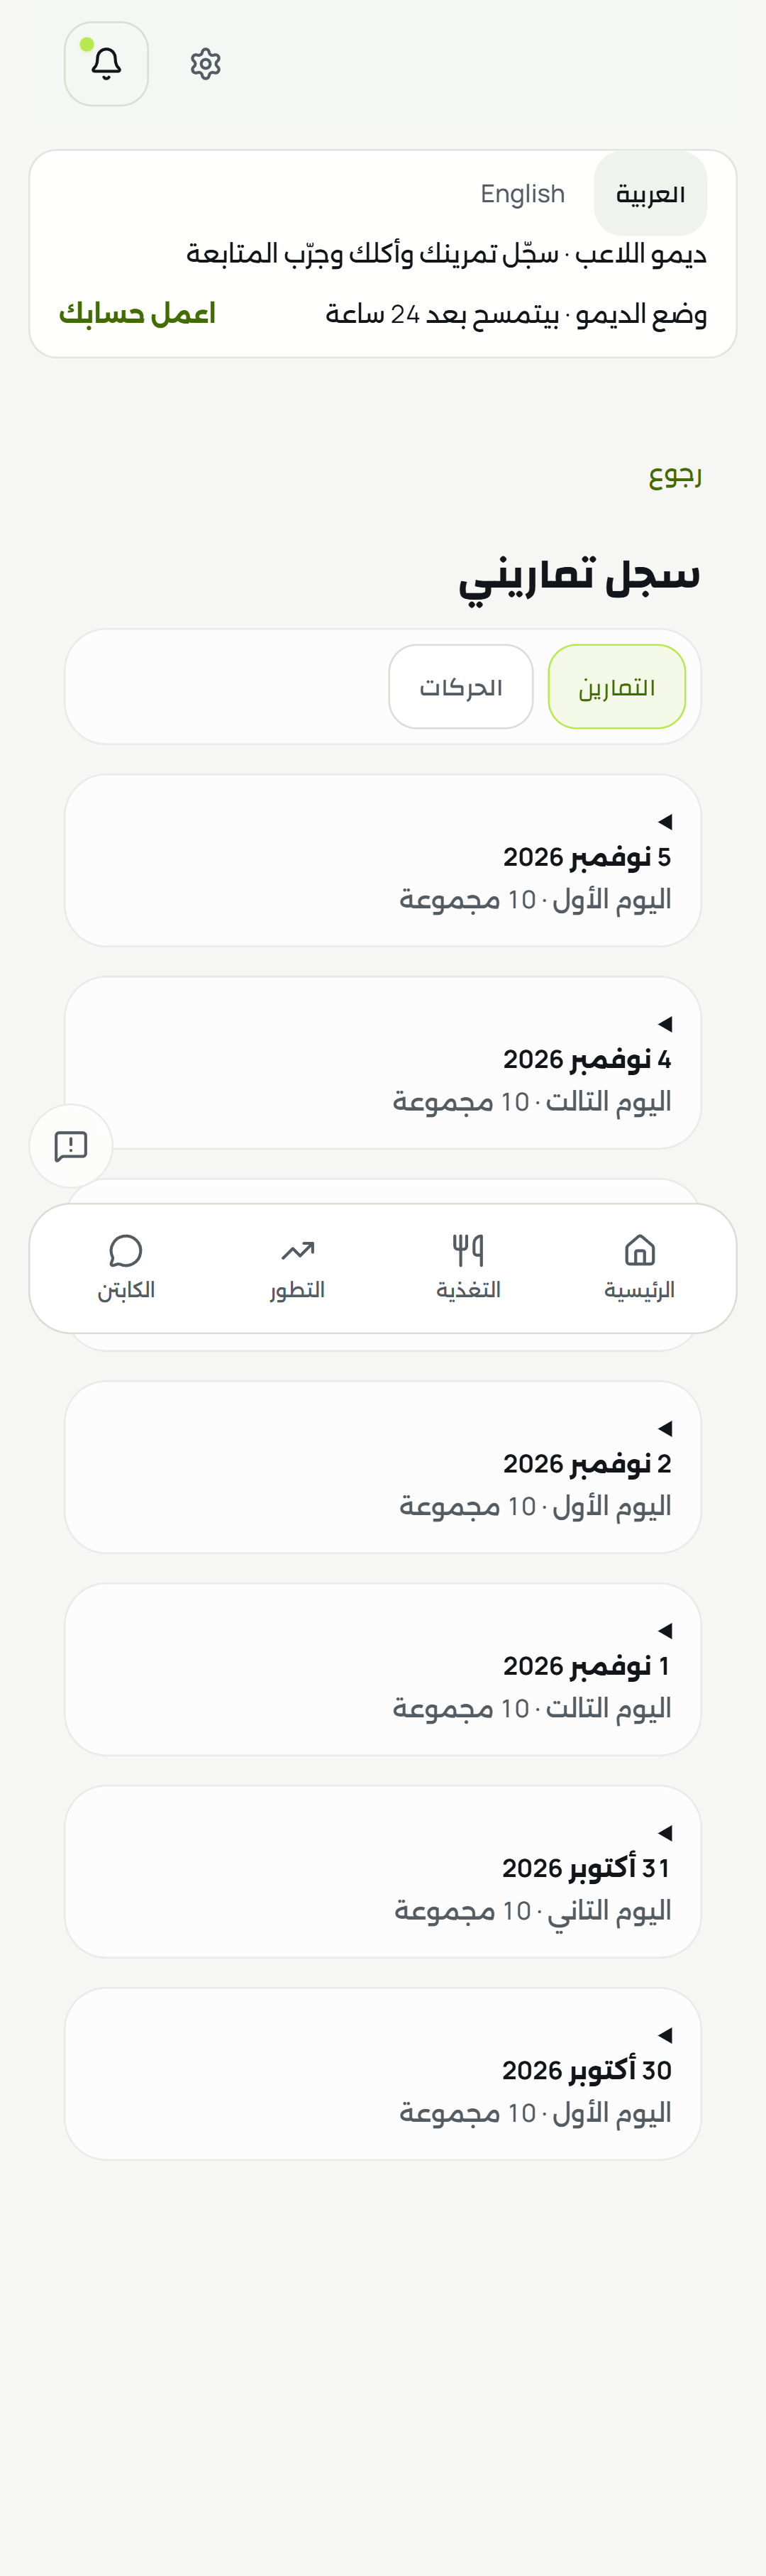 العربية English
ديمو اللاعب · سجّل تمرينك وأكلك وجرّب المتابعة
وضع الديمو · بيتمسح بعد 24 ساعة
اعمل حسابك
رجوع
سجل تماريني
التمارين الحركات
5 نوفمبر 2026
اليوم الأول · 10 مجموعة
4 نوفمبر 2026
اليوم التالت · 10 مجموعة
الرئيسية التغذية التطور الكابتن
2 نوفمبر 2026
اليوم الأول · 10 مجموعة
1 نوفمبر 2026
اليوم التالت · 10 مجموعة
31 أكتوبر 2026
اليوم التاني · 10 مجموعة
30 أكتوبر 2026
اليوم الأول · 10 مجموعة